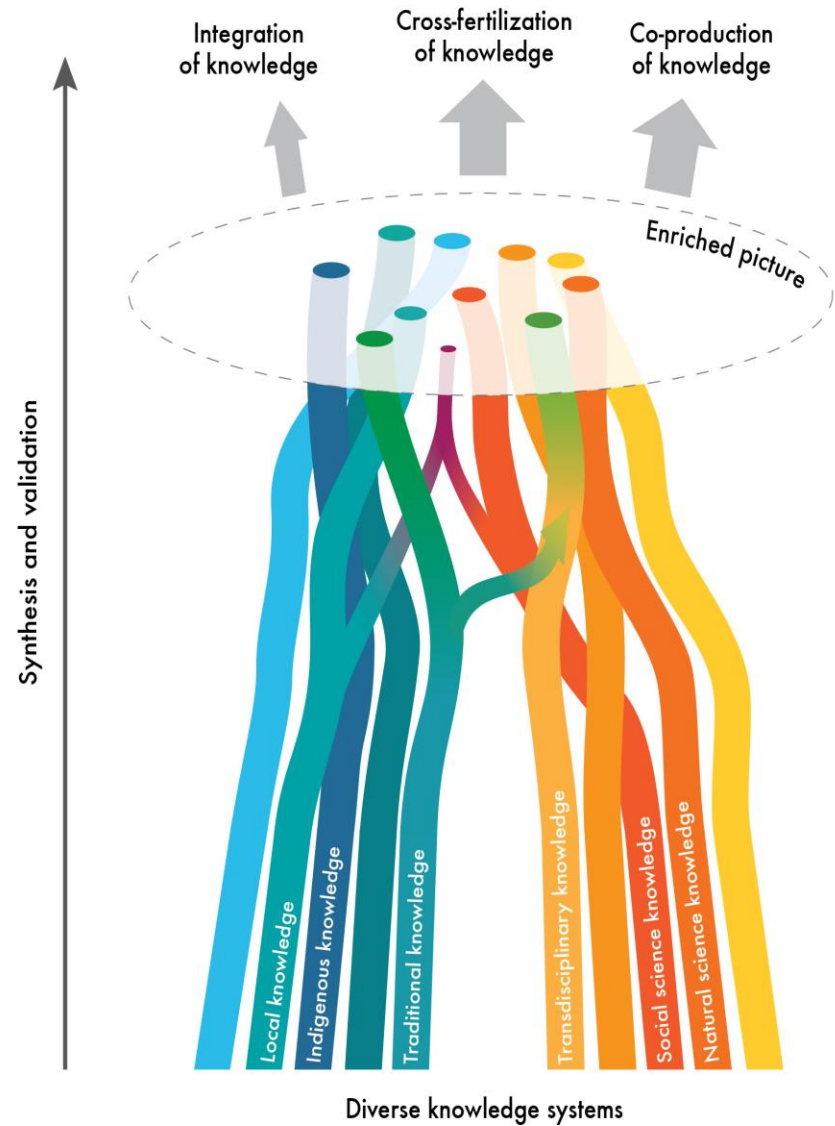 Integration
of knowledge
Cross-fertilization
of knowledge
Co-production
of knowledge
Enriched picture
Synthesis and validation
Local knowledge
Indigenous knowledge
Traditional knowledge
Transdisciplinary knowledge
Social science knowledge
Natural science knowledge
Diverse knowledge systems